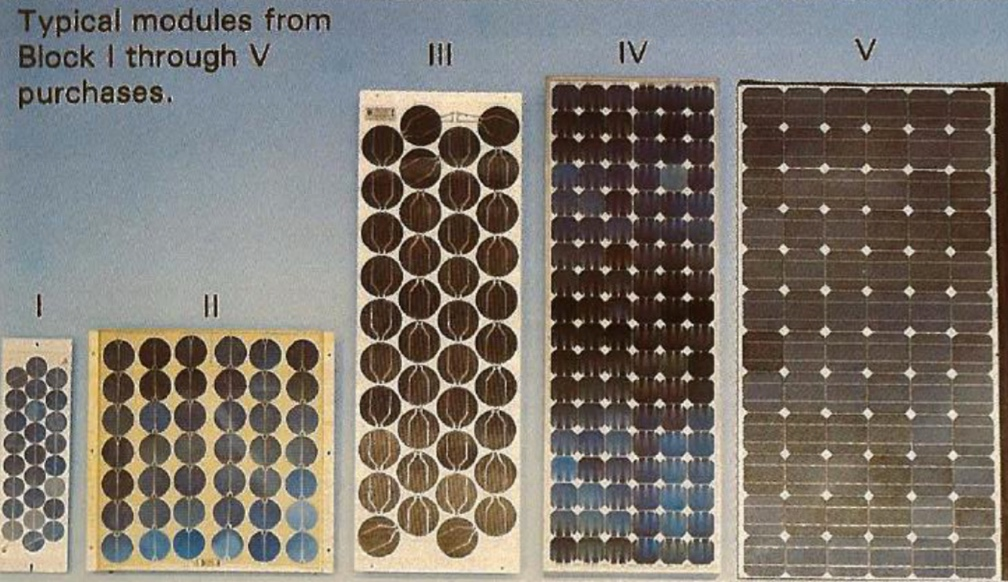 Typical modules from
Block I through V
purchases.
I
II
III
IV
V